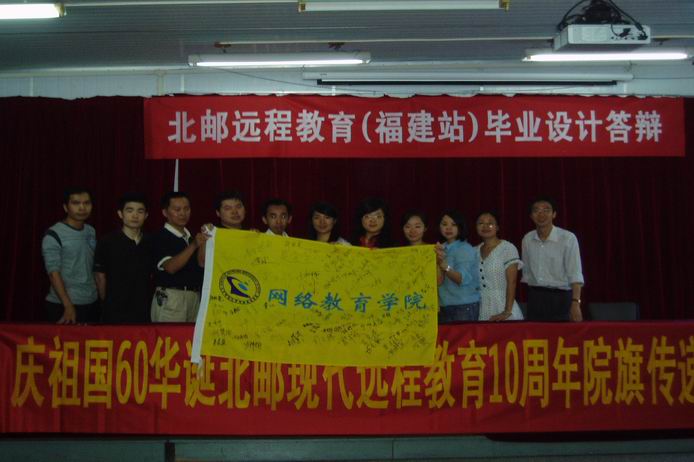 北邮远程教育(福建站)毕业设计答辩
网络教育学院
庆祖国60华诞北邮现代远程教育10周年院旗传递